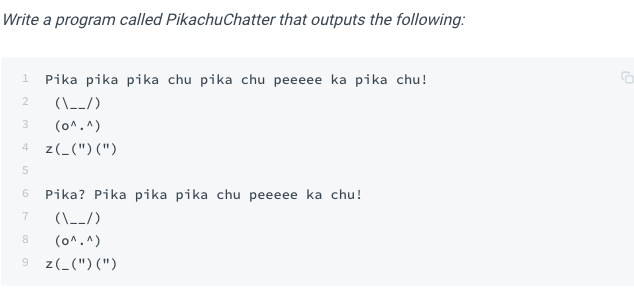 Write a program called PikachuChatter that outputs the following:
1 Pika pika pika chu pika chu peeeee ka pika chu!
2  (\__/)
3  (o^.^)
4 z(_(")(")
5
6 Pika? Pika pika pika chu peeeee ka chu!
7  (\__/)
8  (o^.^)
9 z(_(")(")